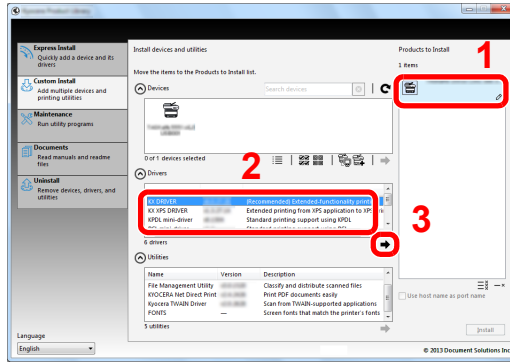 Express Install
Quickly add a device and its
drivers
Custom Install
Add multiple devices and
printing utilities
Maintenance
Run utility programs
Documents
Read manuals and readme
files
Uninstall
Remove devices, drivers, and
utilities
Language
English
Install devices and utilities
Move the items to the Products to Install list.
Devices
Search devices
0 of 1 devices selected
2
Drivers
KX DRIVER (Recommended) Extended-functionality print
KX XPS DRIVER Extended printing from XPS application to XPS
KPDL mini-driver Standard printing support using KPDL
6 drivers
3
Utilities
Name Version Description
File Management Utility Classify and distribute scanned files
KYOCERA Net Direct Print Print PDF documents easily
Kyocera TWAIN Driver Scan from TWAIN-supported applications
FONTS — Screen fonts that match the printer's fonts
5 utilities
Products to Install
1
1 items
Use host name as port name
Install
© 2013 Document Solutions Inc